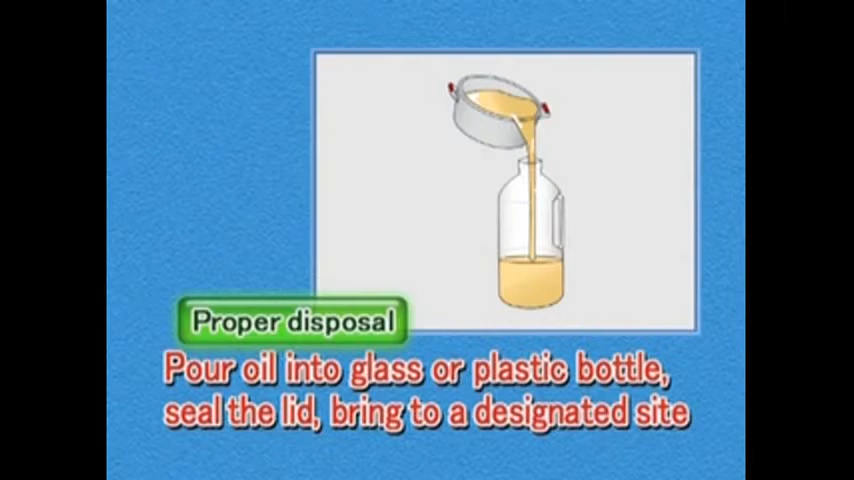 Proper disposal
Pour oil into glass or plastic bottle,
seal the lid, bring to a designated site